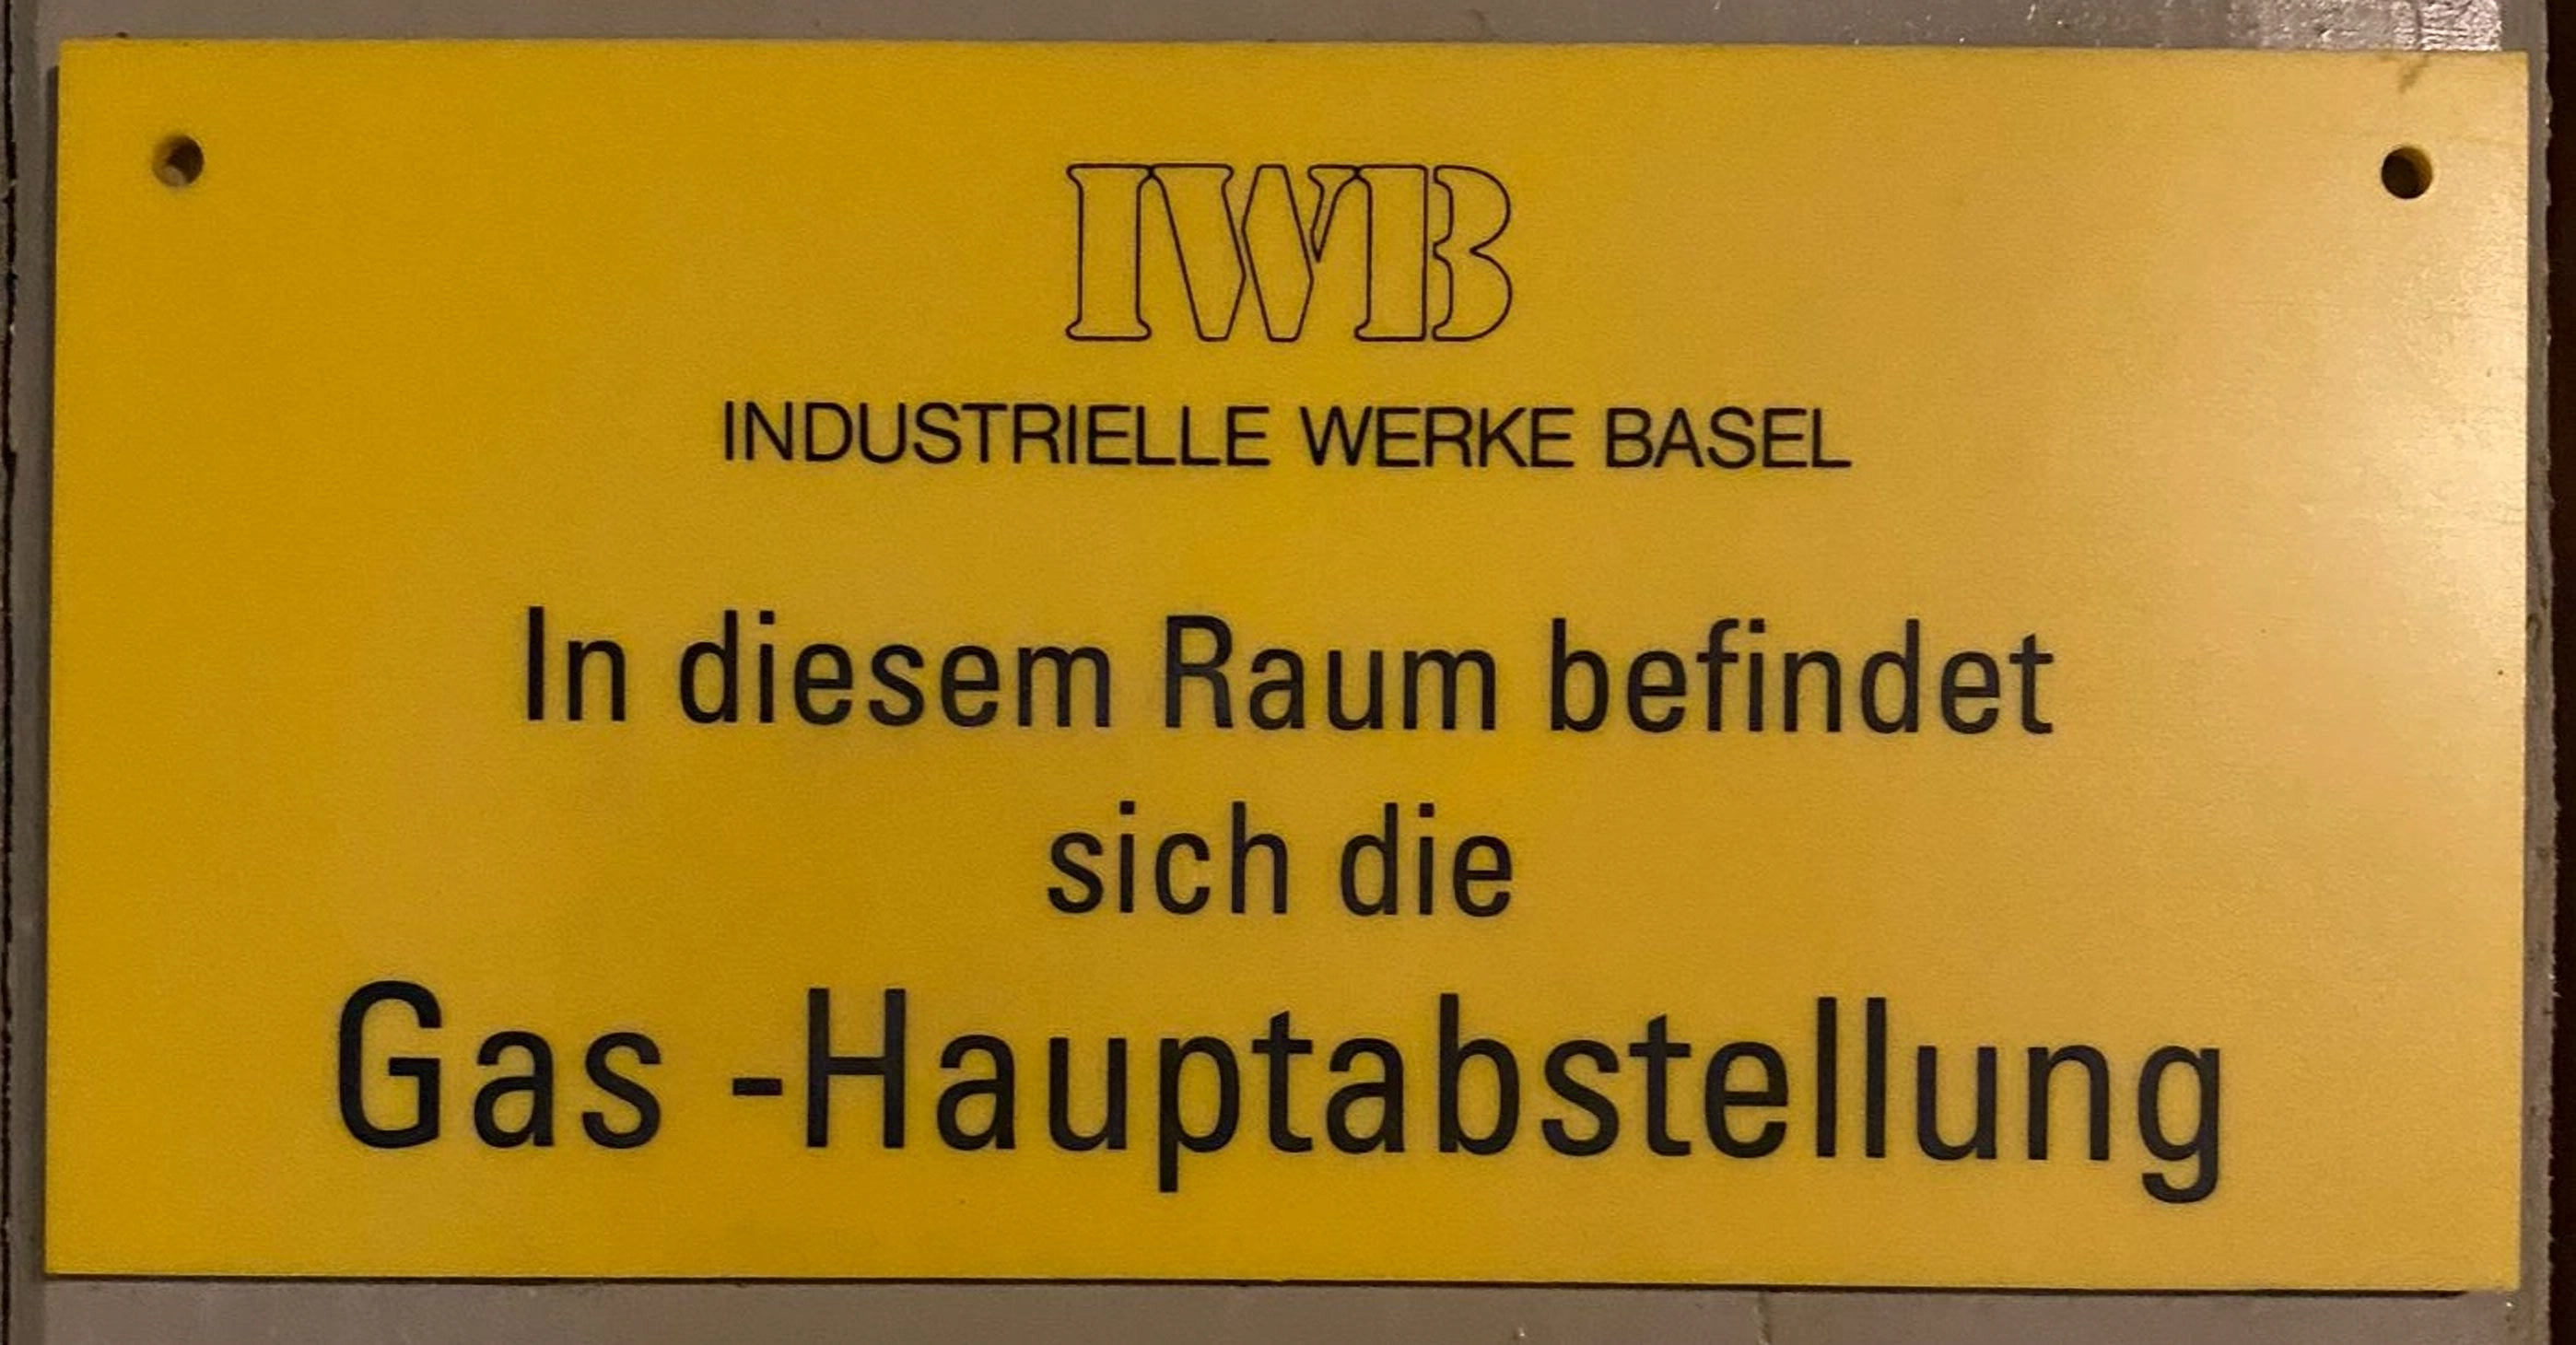 IWB
INDUSTRIELLE WERKE BASEL
In diesem Raum befindet
sich die
Gas -Hauptabstellung